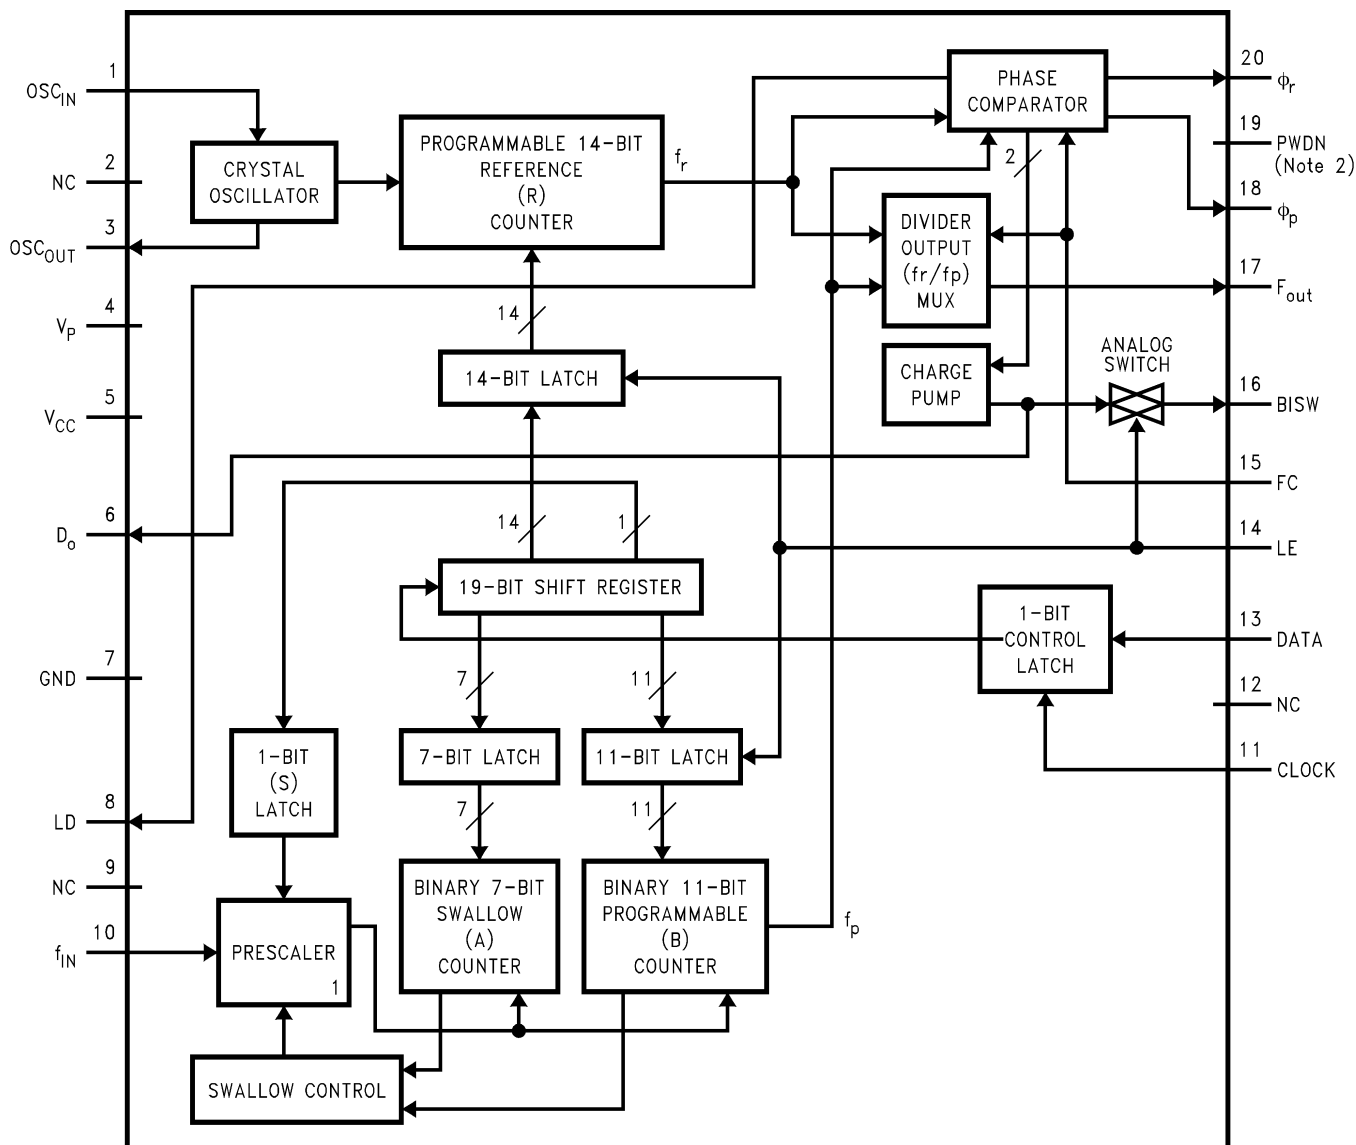 1
OSC_IN
2
NC
3
OSC_OUT
4
V_P
5
V_CC
6
D_o
7
GND
8
LD
9
NC
10
f_IN
CRYSTAL
OSCILLATOR
PROGRAMMABLE 14-BIT
REFERENCE
(R)
COUNTER
f_r
14
14-BIT LATCH
14
1
19-BIT SHIFT REGISTER
7
11
1-BIT
(S)
LATCH
7-BIT LATCH
11-BIT LATCH
7
11
PRESCALER
1
BINARY 7-BIT
SWALLOW
(A)
COUNTER
BINARY 11-BIT
PROGRAMMABLE
(B)
COUNTER
f_p
SWALLOW CONTROL
PHASE
COMPARATOR
2
DIVIDER
OUTPUT
(fr/fp)
MUX
CHARGE
PUMP
ANALOG
SWITCH
1-BIT
CONTROL
LATCH
20
ϕ_r
19
PWDN
(Note 2)
18
ϕ_p
17
F_out
16
BISW
15
FC
14
LE
13
DATA
12
NC
11
CLOCK